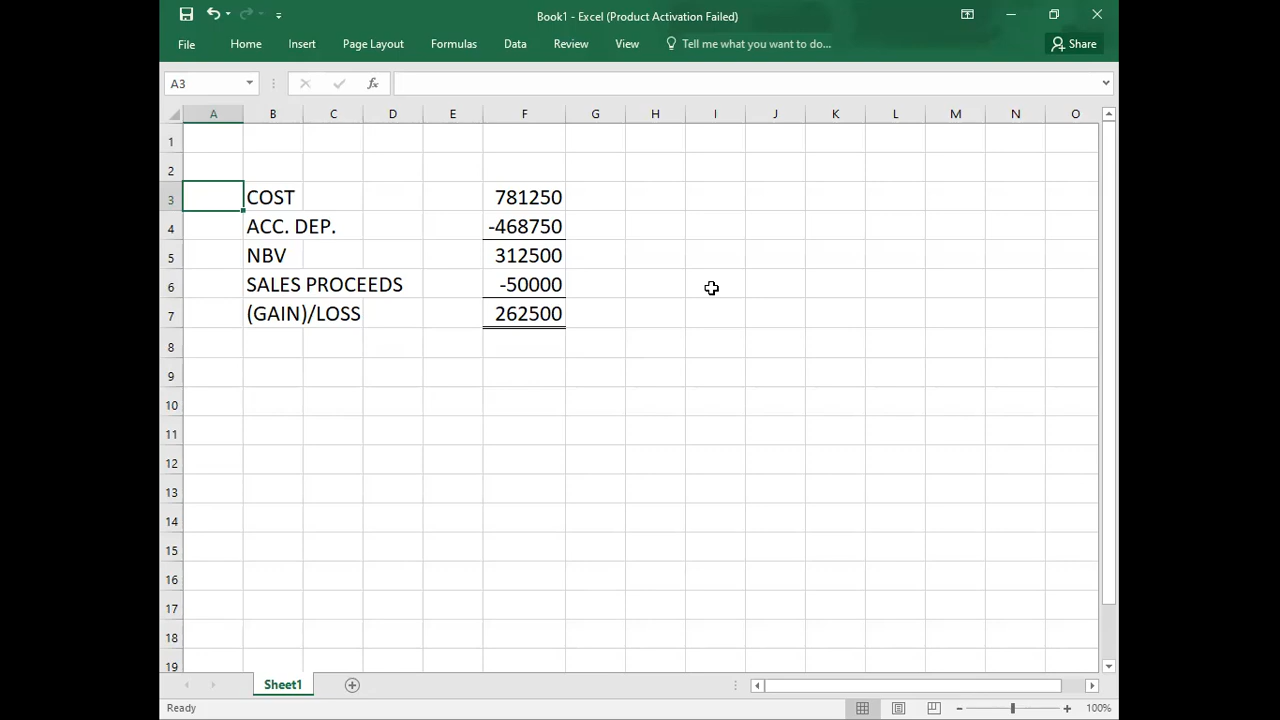 Book1 - Excel (Product Activation Failed)
File Home Insert Page Layout Formulas Data Review View Tell me what you want to do... Share
A3 fx
A B C D E F G H I J K L M N O
1
2
3 COST 781250
4 ACC. DEP. -468750
5 NBV 312500
6 SALES PROCEEDS -50000
7 (GAIN)/LOSS 262500
8
9
10
11
12
13
14
15
16
17
18
19
Sheet1
Ready 100%